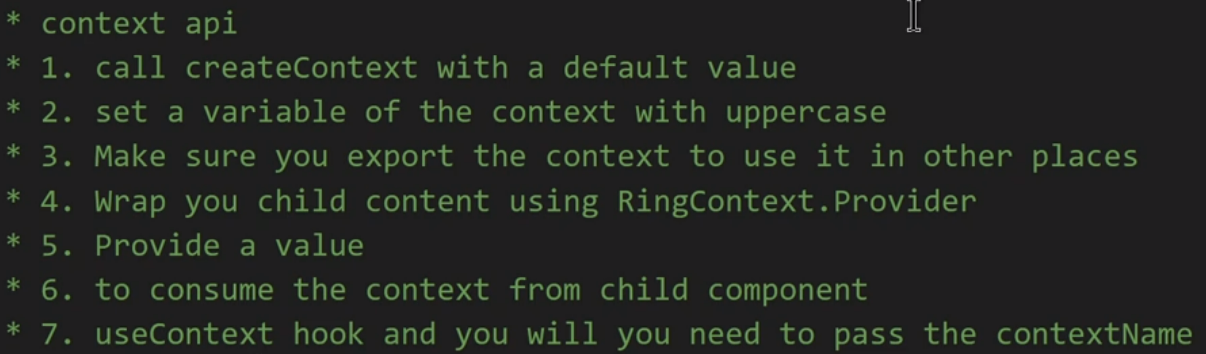 * context api
* 1. call createContext with a default value
* 2. set a variable of the context with uppercase
* 3. Make sure you export the context to use it in other places
* 4. Wrap you child content using RingContext.Provider
* 5. Provide a value
* 6. to consume the context from child component
* 7. useContext hook and you will you need to pass the contextName